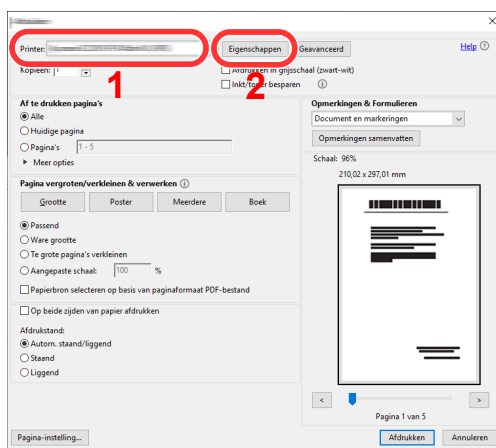 Printer:
Eigenschappen
Geavanceerd
Help
Kopieën: 1
Afdrukken in grijsschaal (zwart-wit)
1
2
Inkt/toner besparen
Af te drukken pagina's
Alle
Huidige pagina
Pagina's 1 - 5
Meer opties
Opmerkingen & Formulieren
Document en markeringen
Opmerkingen samenvatten
Schaal: 96%
210,02 x 297,01 mm
Pagina vergroten/verkleinen & verwerken
Grootte
Poster
Meerdere
Boek
Passend
Ware grootte
Te grote pagina's verkleinen
Aangepaste schaal: 100 %
Papierbron selecteren op basis van paginaformaat PDF-bestand
Op beide zijden van papier afdrukken
Afdrukstand:
Autom. staand/liggend
Staand
Liggend
<
>
Pagina 1 van 5
Pagina-instelling...
Afdrukken
Annuleren